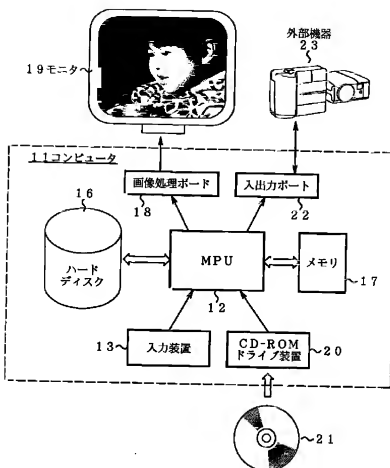 外部機器
23
19モニタ
11コンピュータ
16
画像処理ボード
18
入出力ポート
22
ハード
ディスク
MPU
12
メモリ
17
13
入力装置
CD-ROM
ドライブ装置
20
21